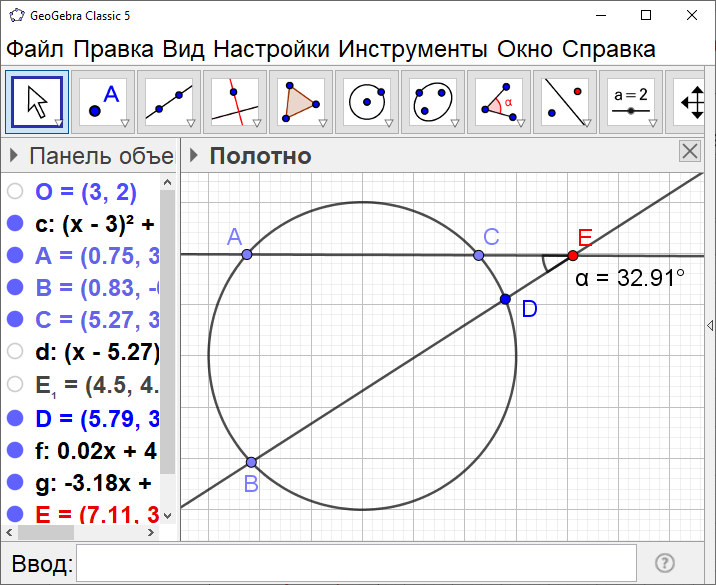 GeoGebra Classic 5
Файл Правка Вид Настройки Инструменты Окно Справка
A α a=2
Панель объе
Полотно
O = (3, 2)
c: (x - 3)² +
A = (0.75, 3
B = (0.83, -
C = (5.27, 3
d: (x - 5.27)
E₁ = (4.5, 4.
D = (5.79, 3
f: 0.02x + 4
g: -3.18x +
E = (7.11, 3
A
C
E
α = 32.91°
D
B
Ввод:
?